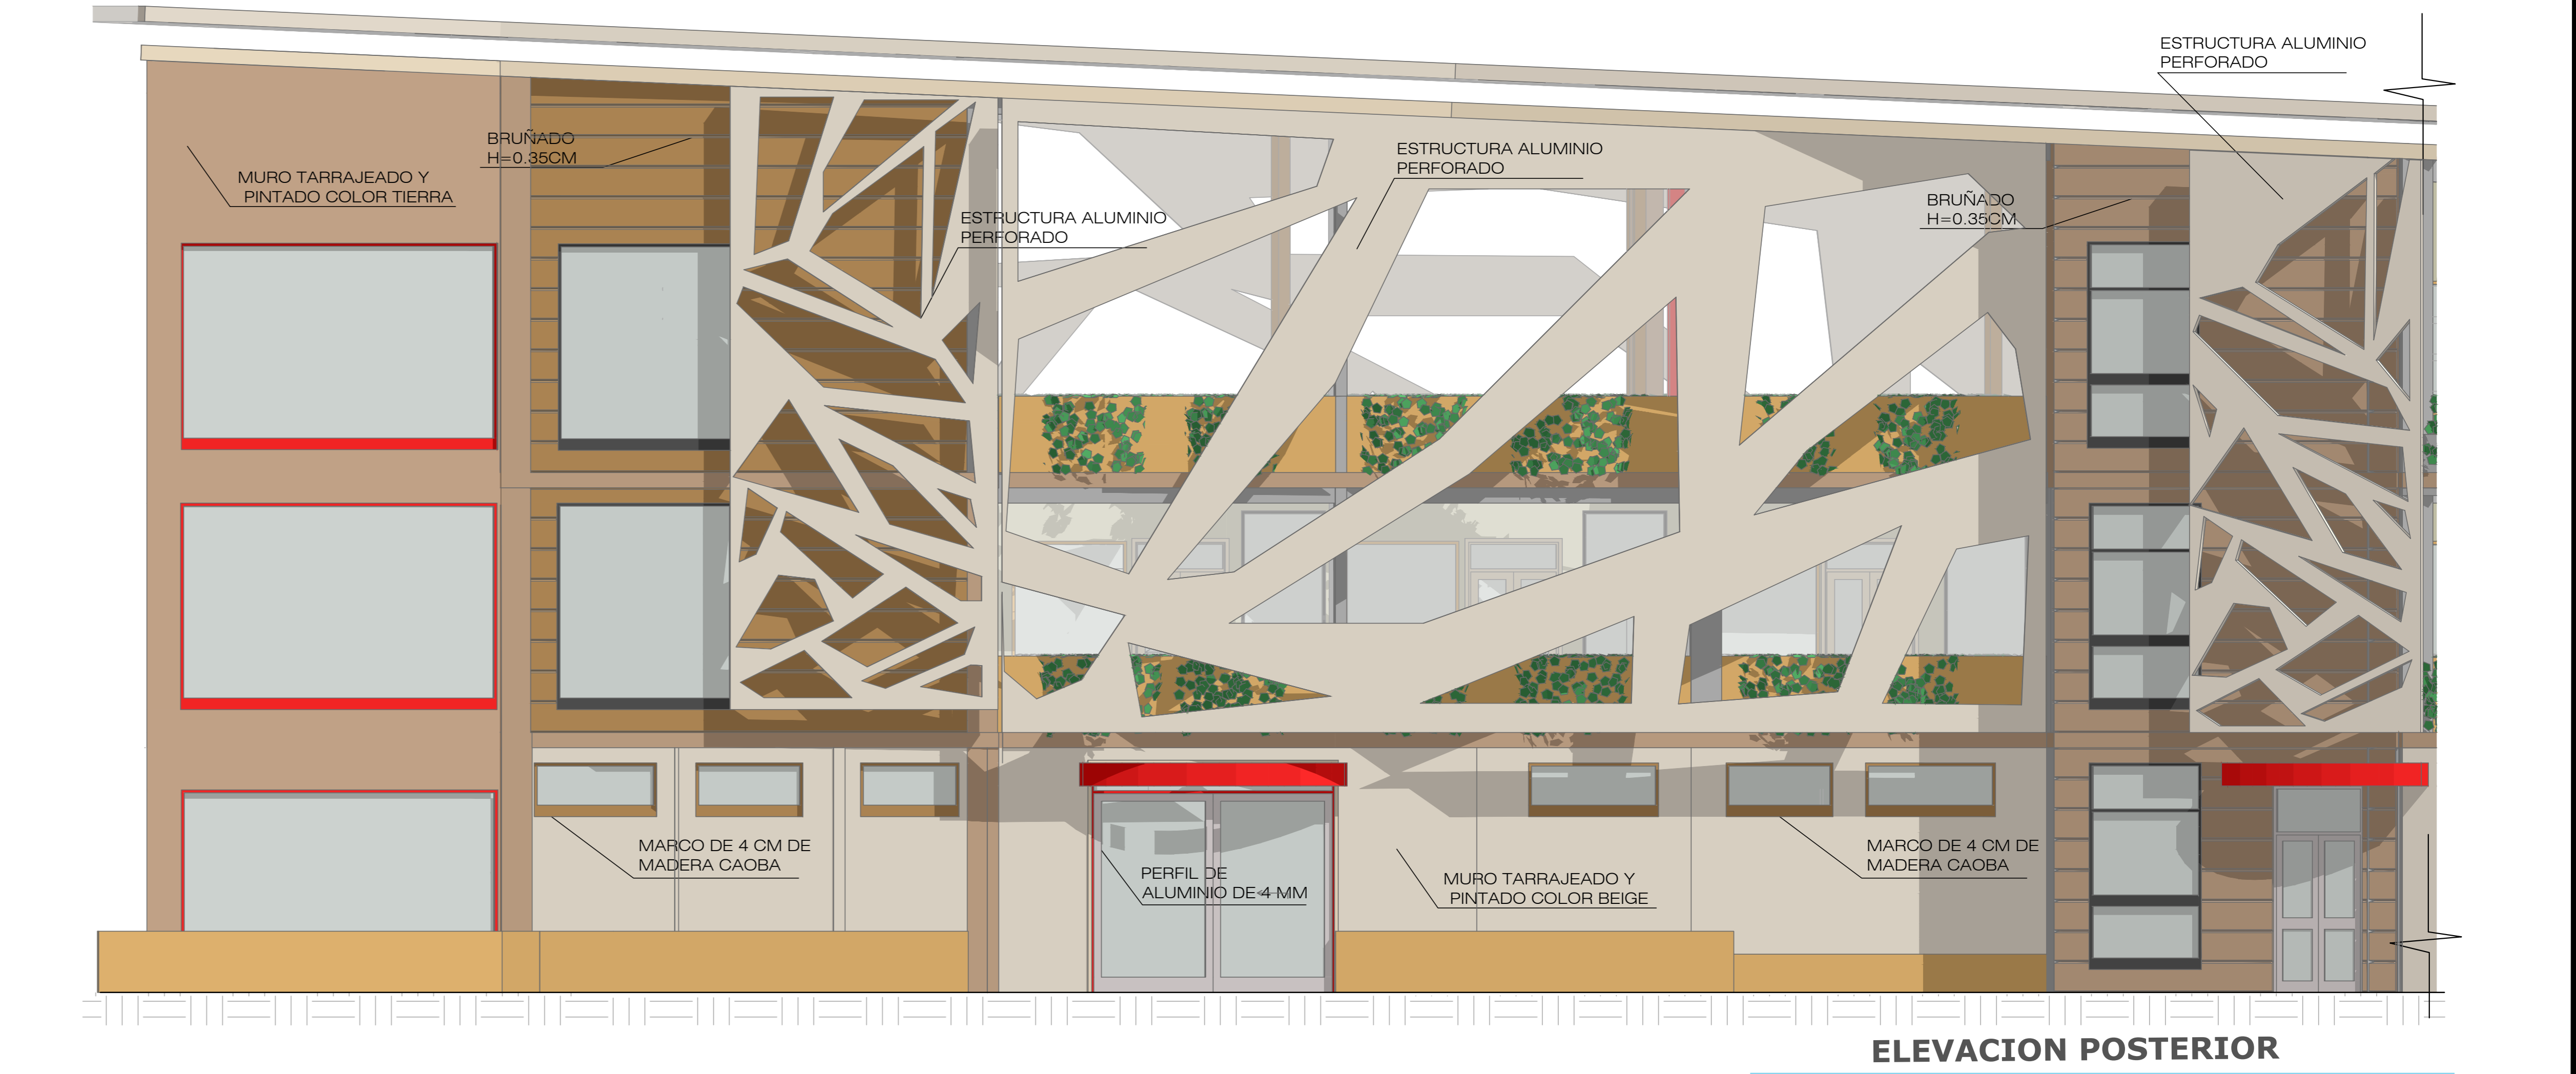 ESTRUCTURA ALUMINIO
PERFORADO
BRUÑADO
H=0.35CM
MURO TARRAJEADO Y
PINTADO COLOR TIERRA
ESTRUCTURA ALUMINIO
PERFORADO
ESTRUCTURA ALUMINIO
PERFORADO
BRUÑADO
H=0.35CM
MARCO DE 4 CM DE
MADERA CAOBA
PERFIL DE
ALUMINIO DE 4 MM
MURO TARRAJEADO Y
PINTADO COLOR BEIGE
MARCO DE 4 CM DE
MADERA CAOBA
ELEVACION POSTERIOR